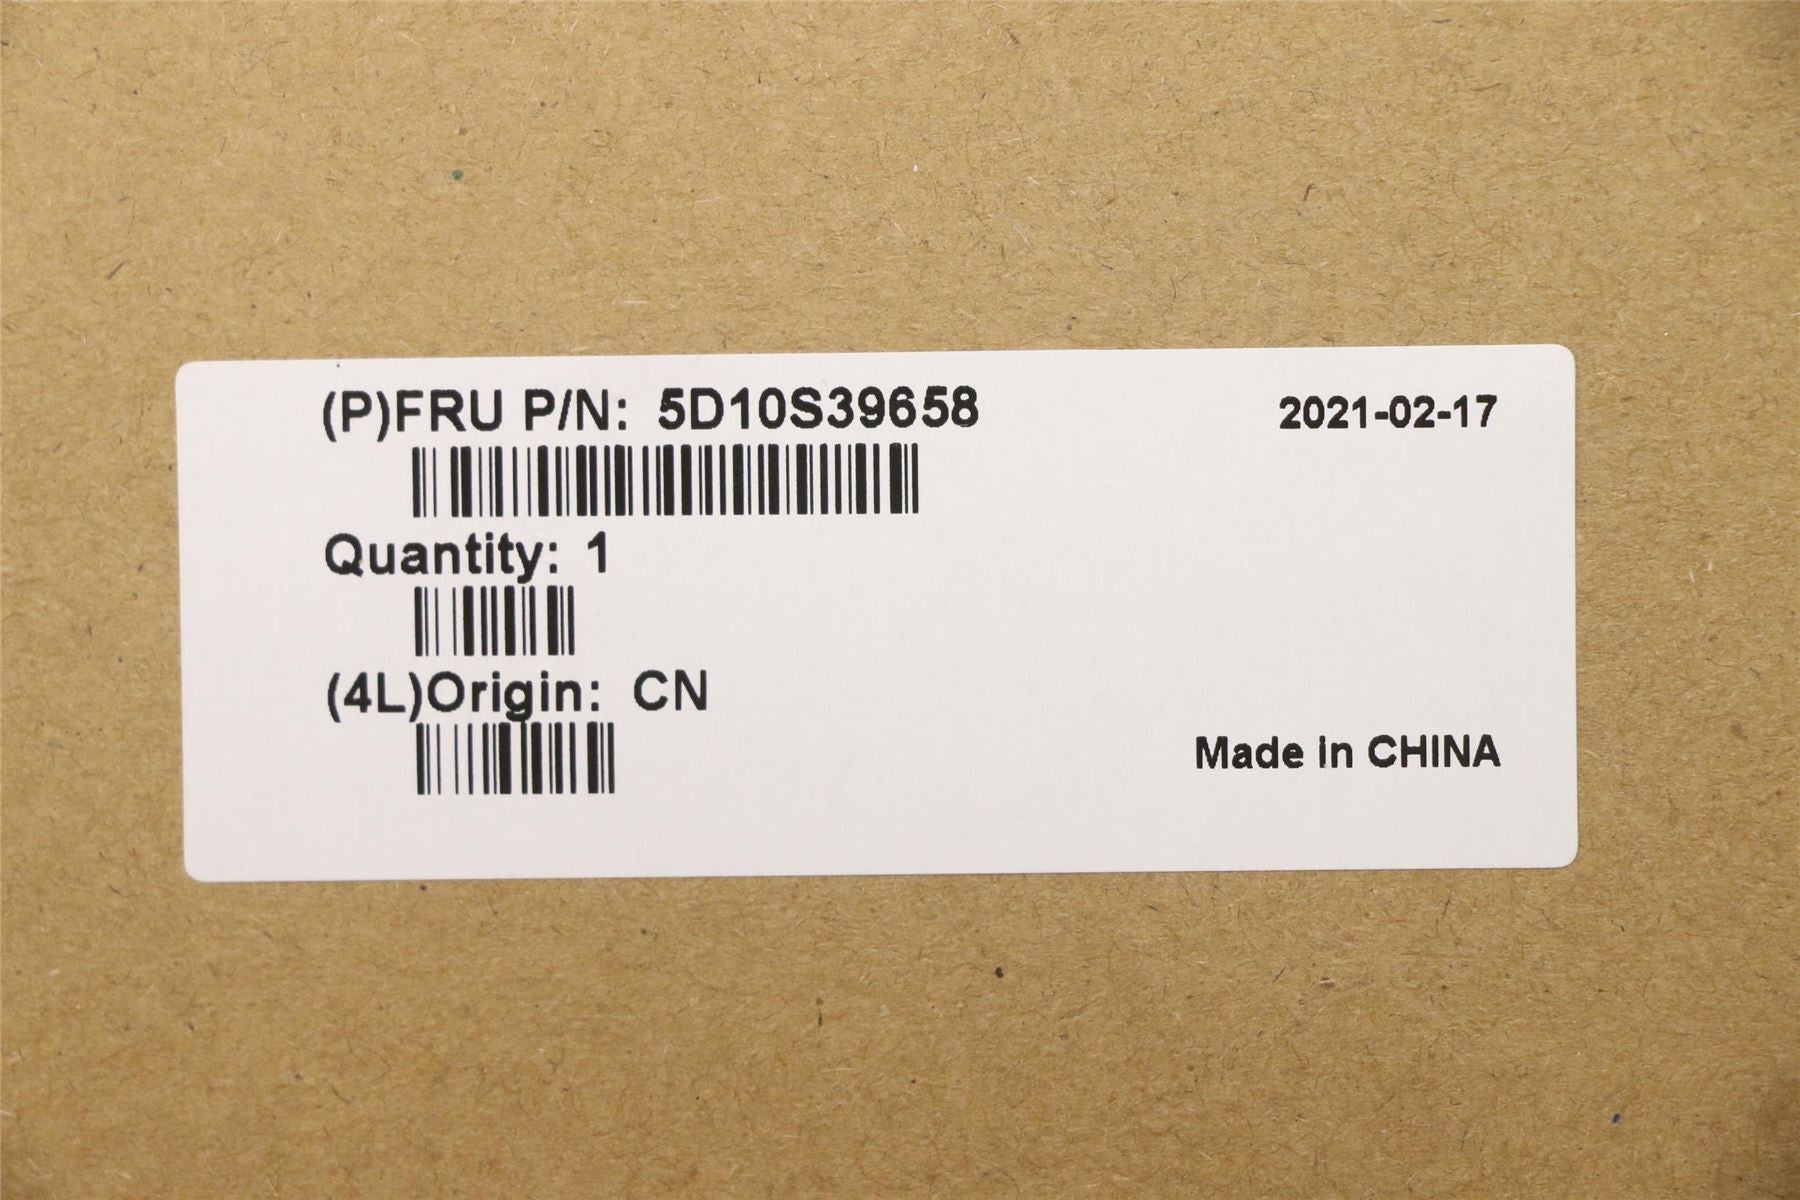 (P)FRU P/N: 5D10S39658
2021-02-17
Quantity: 1
(4L)Origin: CN
Made in CHINA